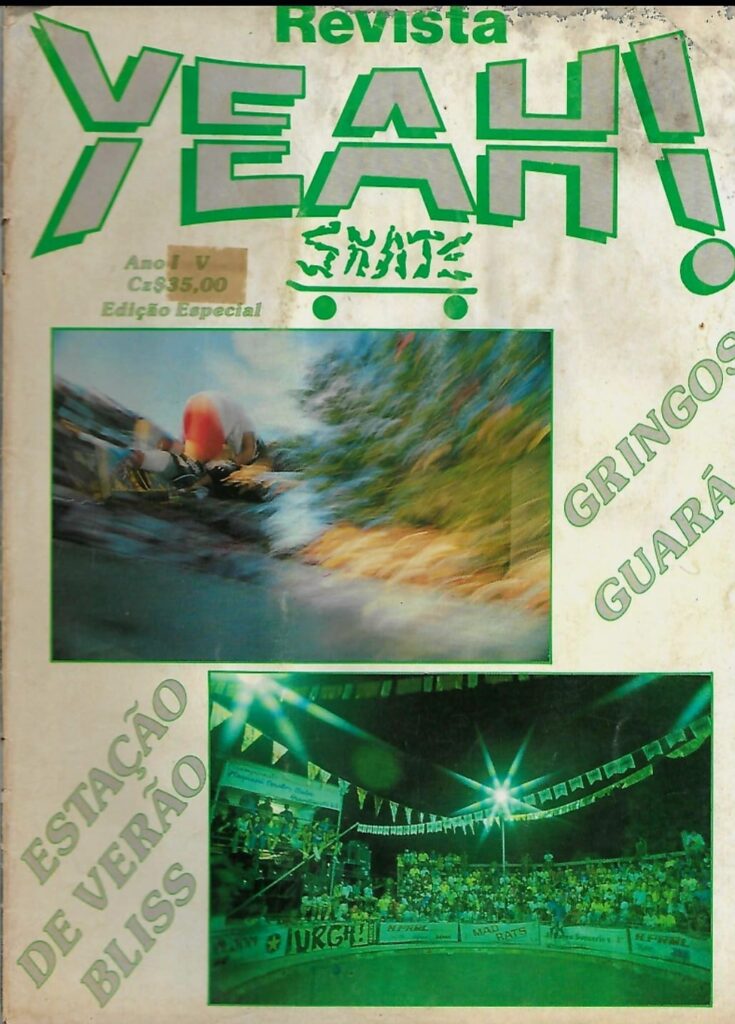 Revista
YEAH!
SKATE
Ano I V
Cz$35,00
Edição Especial
GRINGOS
GUARÁ
ESTAÇÃO
DE VERÃO
BLISS
URGH!
MAD
RATS